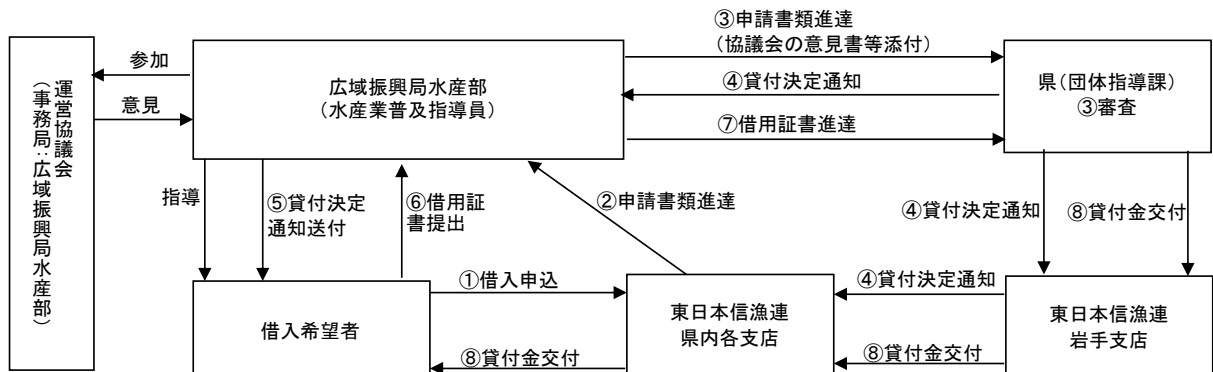 運営協議会
（事務局：広域振興局水産部）
参加
意見
広域振興局水産部
（水産業普及指導員）
③申請書類進達
（協議会の意見書等添付）
④貸付決定通知
⑦借用証書進達
県（団体指導課）
③審査
指導
⑤貸付決定
通知送付
⑥借用証
書提出
②申請書類進達
④貸付決定通知
⑧貸付金交付
借入希望者
①借入申込
⑧貸付金交付
東日本信漁連
県内各支店
④貸付決定通知
⑧貸付金交付
東日本信漁連
岩手支店